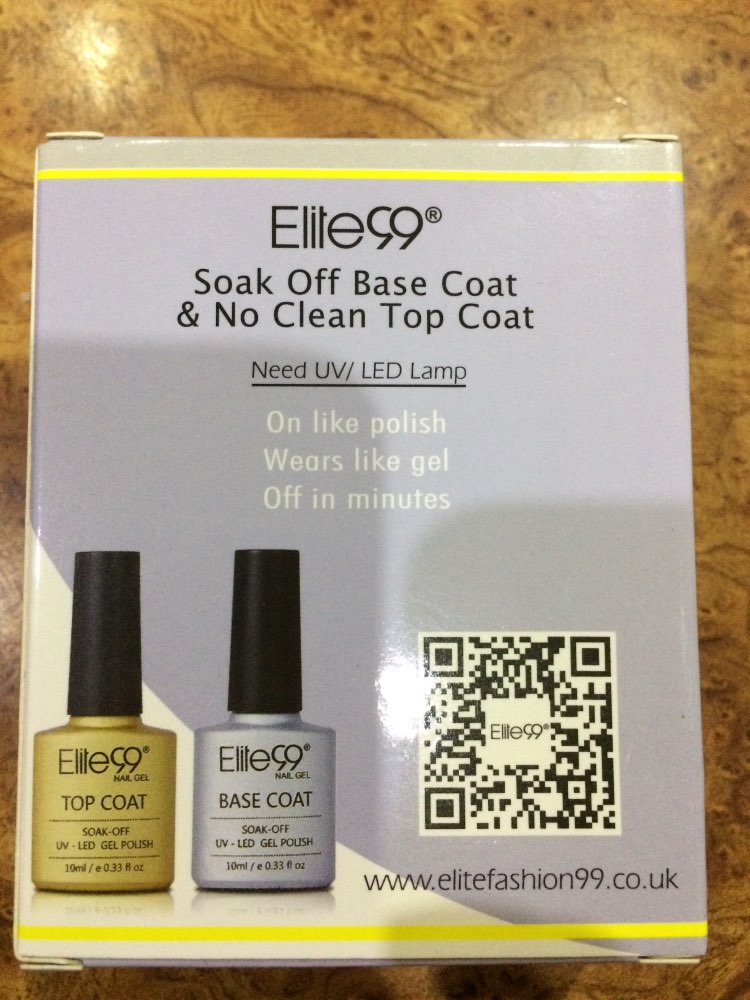 Elite99®
Soak Off Base Coat
& No Clean Top Coat
Need UV/ LED Lamp
On like polish
Wears like gel
Off in minutes
Elite99®
NAIL GEL
TOP COAT
SOAK-OFF
UV - LED GEL POLISH
10ml / e 0.33 fl oz
Elite99®
NAIL GEL
BASE COAT
SOAK-OFF
UV - LED GEL POLISH
10ml / e 0.33 fl oz
Elite99®
www.elitefashion99.co.uk